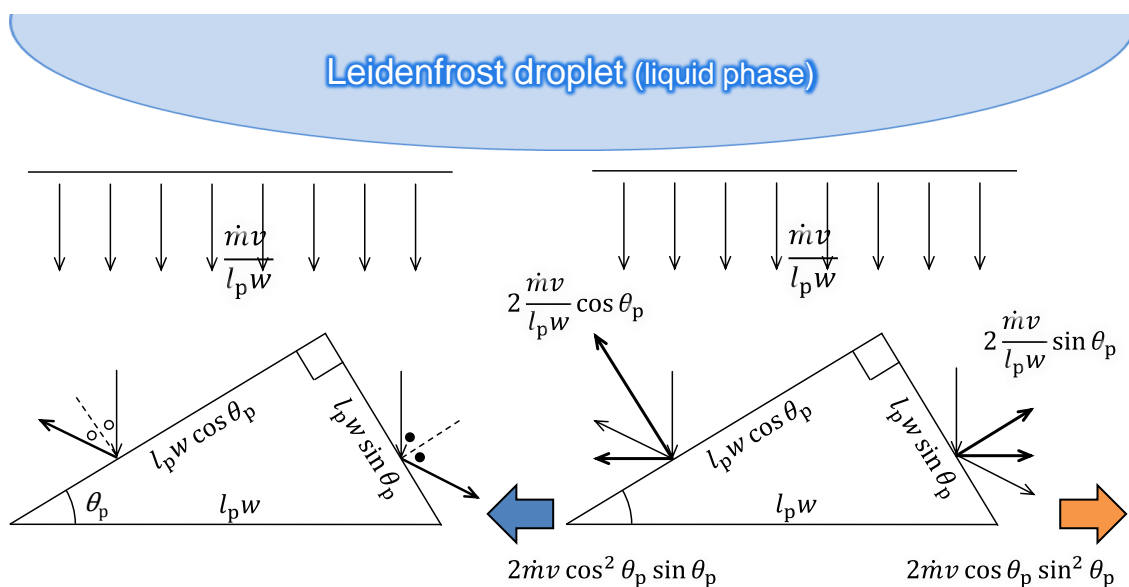 Leidenfrost droplet (liquid phase)
ṁv / l_p w
ṁv / l_p w
2 ṁv / l_p w cos θ_p
2 ṁv / l_p w sin θ_p
l_p w cos θ_p
l_p w sin θ_p
l_p w cos θ_p
l_p w sin θ_p
θ_p
l_p w
l_p w
2ṁv cos² θ_p sin θ_p
2ṁv cos θ_p sin² θ_p